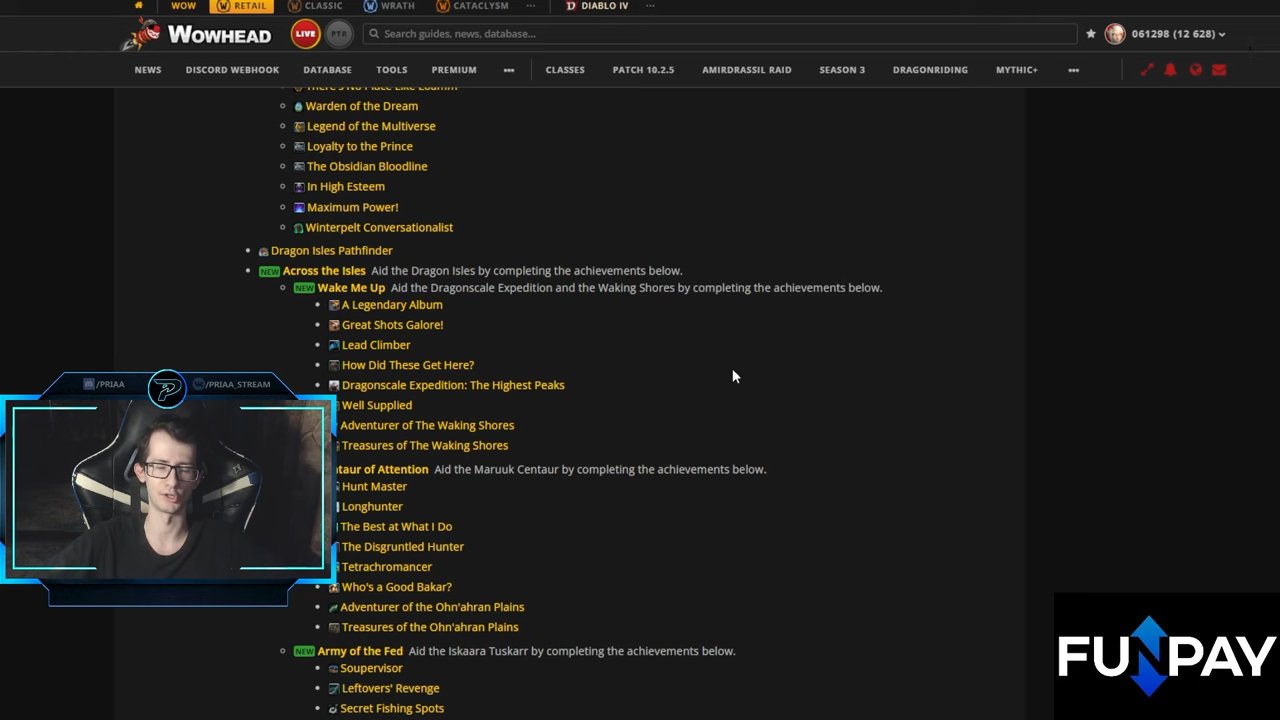 WOW RETAIL CLASSIC WRATH CATACLYSM ... DIABLO IV ...
WOWHEAD LIVE PTR Search guides, news, database... 061298 (12 628)
NEWS DISCORD WEBHOOK DATABASE TOOLS PREMIUM ... CLASSES PATCH 10.2.5 AMIRDRASSIL RAID SEASON 3 DRAGONRIDING MYTHIC+ ...
There's No Place Like Loamm
Warden of the Dream
Legend of the Multiverse
Loyalty to the Prince
The Obsidian Bloodline
In High Esteem
Maximum Power!
Winterpelt Conversationalist
Dragon Isles Pathfinder
NEW Across the Isles Aid the Dragon Isles by completing the achievements below.
NEW Wake Me Up Aid the Dragonscale Expedition and the Waking Shores by completing the achievements below.
A Legendary Album
Great Shots Galore!
Lead Climber
How Did These Get Here?
Dragonscale Expedition: The Highest Peaks
Well Supplied
Adventurer of The Waking Shores
Treasures of The Waking Shores
ntaur of Attention Aid the Maruuk Centaur by completing the achievements below.
Hunt Master
Longhunter
The Best at What I Do
The Disgruntled Hunter
Tetrachromancer
Who's a Good Bakar?
Adventurer of the Ohn'ahran Plains
Treasures of the Ohn'ahran Plains
NEW Army of the Fed Aid the Iskaara Tuskarr by completing the achievements below.
Soupervisor
Leftovers' Revenge
Secret Fishing Spots
/PRIAA P /PRIAA_STREAM
FUNPAY